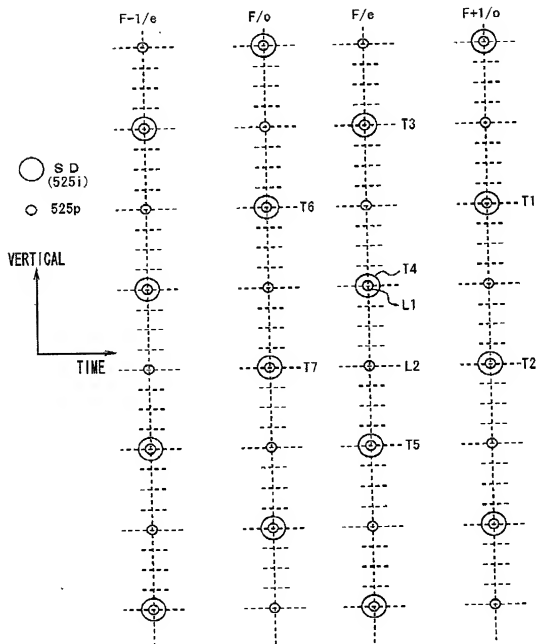 F-1/e F/o F/e F+1/o
T3
SD
(525i)
525p
T6 T1
VERTICAL
T4
L1
TIME
T7 L2 T2
T5